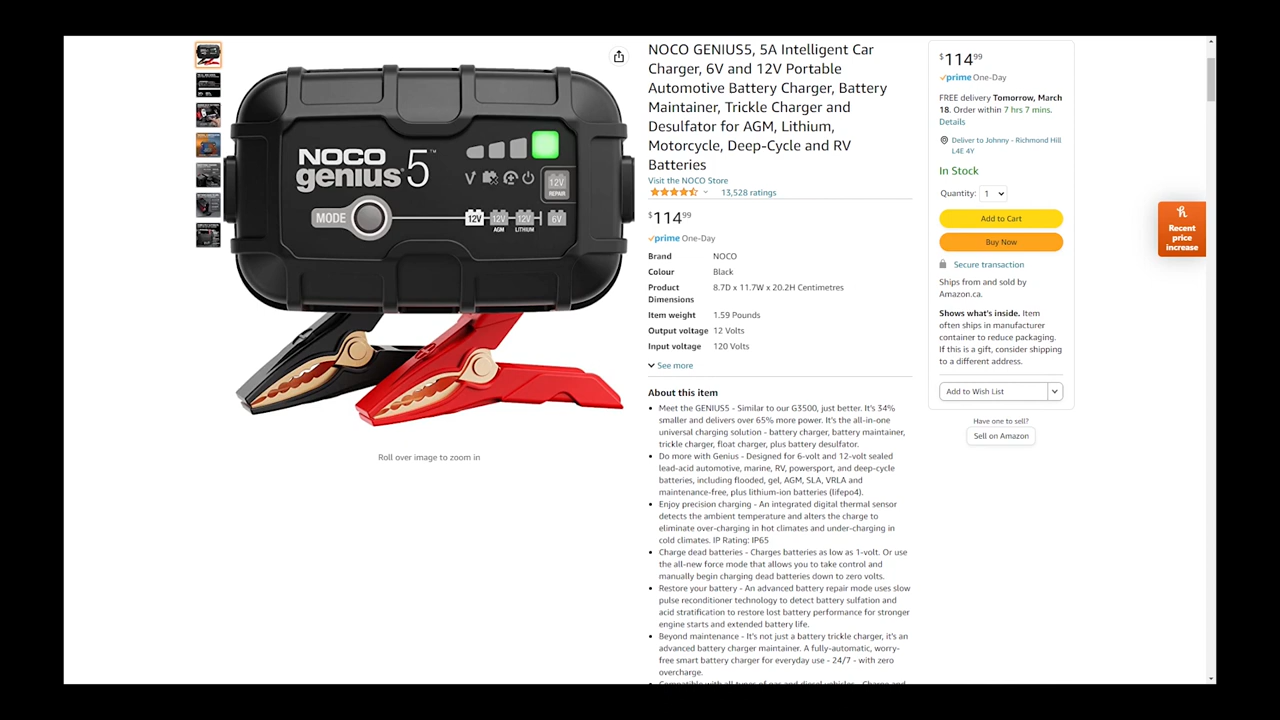 NOCO
genius 5™
V
12V
REPAIR
MODE
12V
12V
AGM
12V
LITHIUM
6V
Roll over image to zoom in
NOCO GENIUS5, 5A Intelligent Car
Charger, 6V and 12V Portable
Automotive Battery Charger, Battery
Maintainer, Trickle Charger and
Desulfator for AGM, Lithium,
Motorcycle, Deep-Cycle and RV
Batteries
Visit the NOCO Store
13,528 ratings
$114⁹⁹
prime One-Day
Brand NOCO
Colour Black
Product 8.7D x 11.7W x 20.2H Centimetres
Dimensions
Item weight 1.59 Pounds
Output voltage 12 Volts
Input voltage 120 Volts
See more
About this item
• Meet the GENIUS5 - Similar to our G3500, just better. It's 34%
smaller and delivers over 65% more power. It's the all-in-one
universal charging solution - battery charger, battery maintainer,
trickle charger, float charger, plus battery desulfator.
• Do more with Genius - Designed for 6-volt and 12-volt sealed
lead-acid automotive, marine, RV, powersport, and deep-cycle
batteries, including flooded, gel, AGM, SLA, VRLA and
maintenance-free, plus lithium-ion batteries (lifepo4).
• Enjoy precision charging - An integrated digital thermal sensor
detects the ambient temperature and alters the charge to
eliminate over-charging in hot climates and under-charging in
cold climates. IP Rating: IP65
• Charge dead batteries - Charges batteries as low as 1-volt. Or use
the all-new force mode that allows you to take control and
manually begin charging dead batteries down to zero volts.
• Restore your battery - An advanced battery repair mode uses slow
pulse reconditioner technology to detect battery sulfation and
acid stratification to restore lost battery performance for stronger
engine starts and extended battery life.
• Beyond maintenance - It's not just a battery trickle charger, it's an
advanced battery charger maintainer. A fully-automatic, worry-
free smart battery charger for everyday use - 24/7 - with zero
overcharge.
• Compatible with all types of gas and diesel vehicles - Charge and
$114⁹⁹
prime One-Day
FREE delivery Tomorrow, March
18. Order within 7 hrs 7 mins.
Details
Deliver to Johnny - Richmond Hill
L4E 4Y
In Stock
Quantity: 1
Add to Cart
Buy Now
Secure transaction
Ships from and sold by
Amazon.ca.
Shows what's inside. Item
often ships in manufacturer
container to reduce packaging.
If this is a gift, consider shipping
to a different address.
Add to Wish List
Have one to sell?
Sell on Amazon
Recent
price
increase